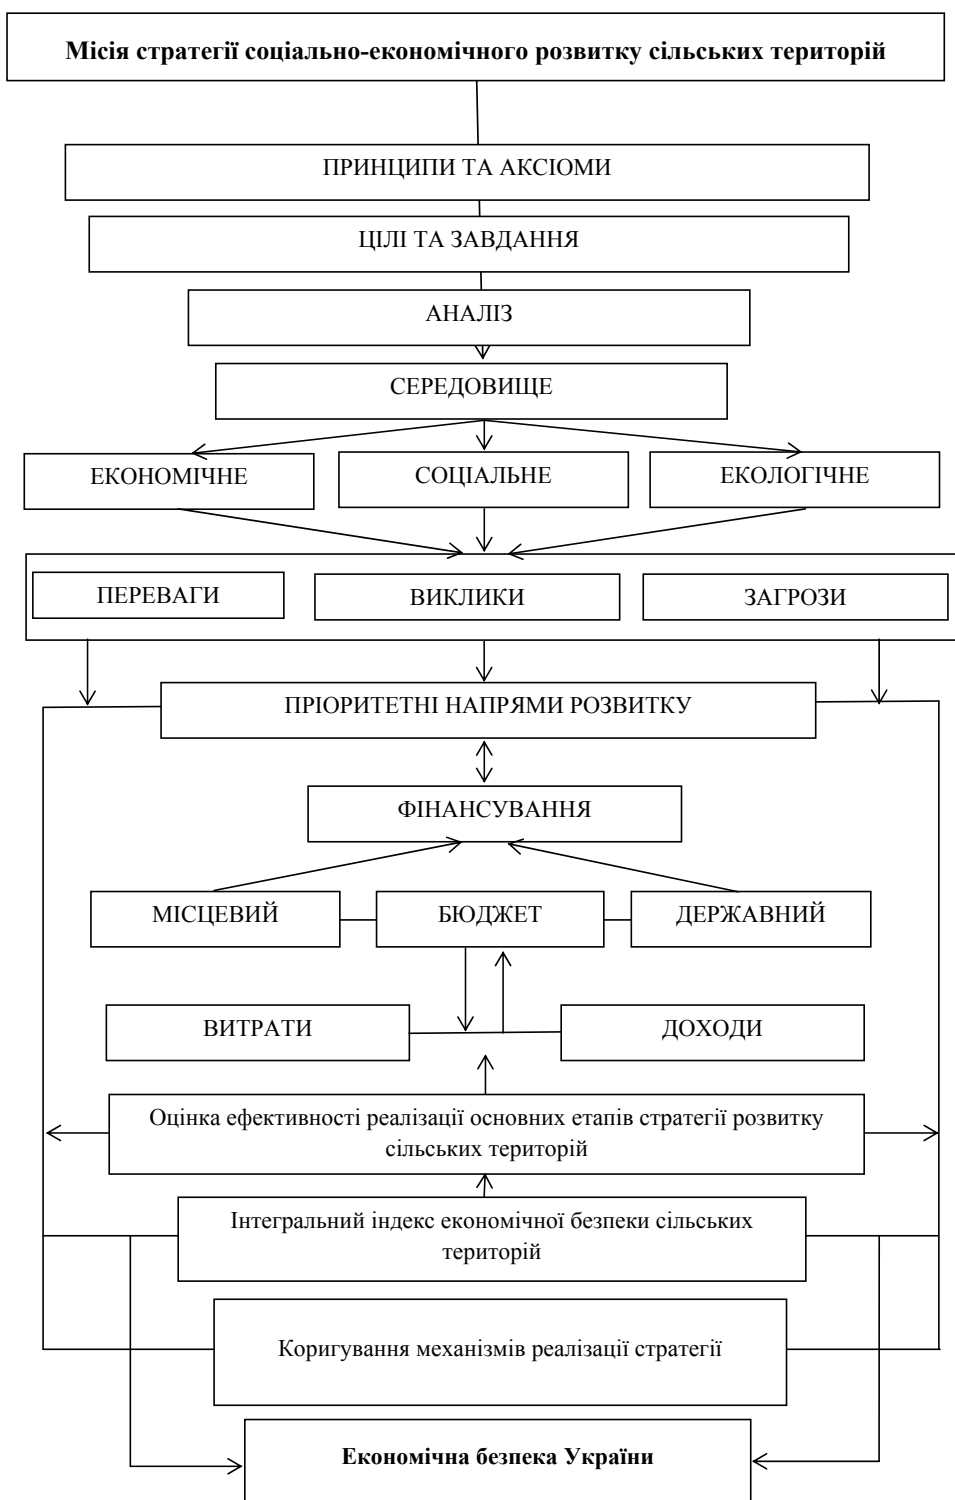 Місія стратегії соціально-економічного розвитку сільських територій
ПРИНЦИПИ ТА АКСІОМИ
ЦІЛІ ТА ЗАВДАННЯ
АНАЛІЗ
СЕРЕДОВИЩЕ
ЕКОНОМІЧНЕ
СОЦІАЛЬНЕ
ЕКОЛОГІЧНЕ
ПЕРЕВАГИ
ВИКЛИКИ
ЗАГРОЗИ
ПРІОРИТЕТНІ НАПРЯМИ РОЗВИТКУ
ФІНАНСУВАННЯ
МІСЦЕВИЙ
БЮДЖЕТ
ДЕРЖАВНИЙ
ВИТРАТИ
ДОХОДИ
Оцінка ефективності реалізації основних етапів стратегії розвитку
сільських територій
Інтегральний індекс економічної безпеки сільських
територій
Коригування механізмів реалізації стратегії
Економічна безпека України